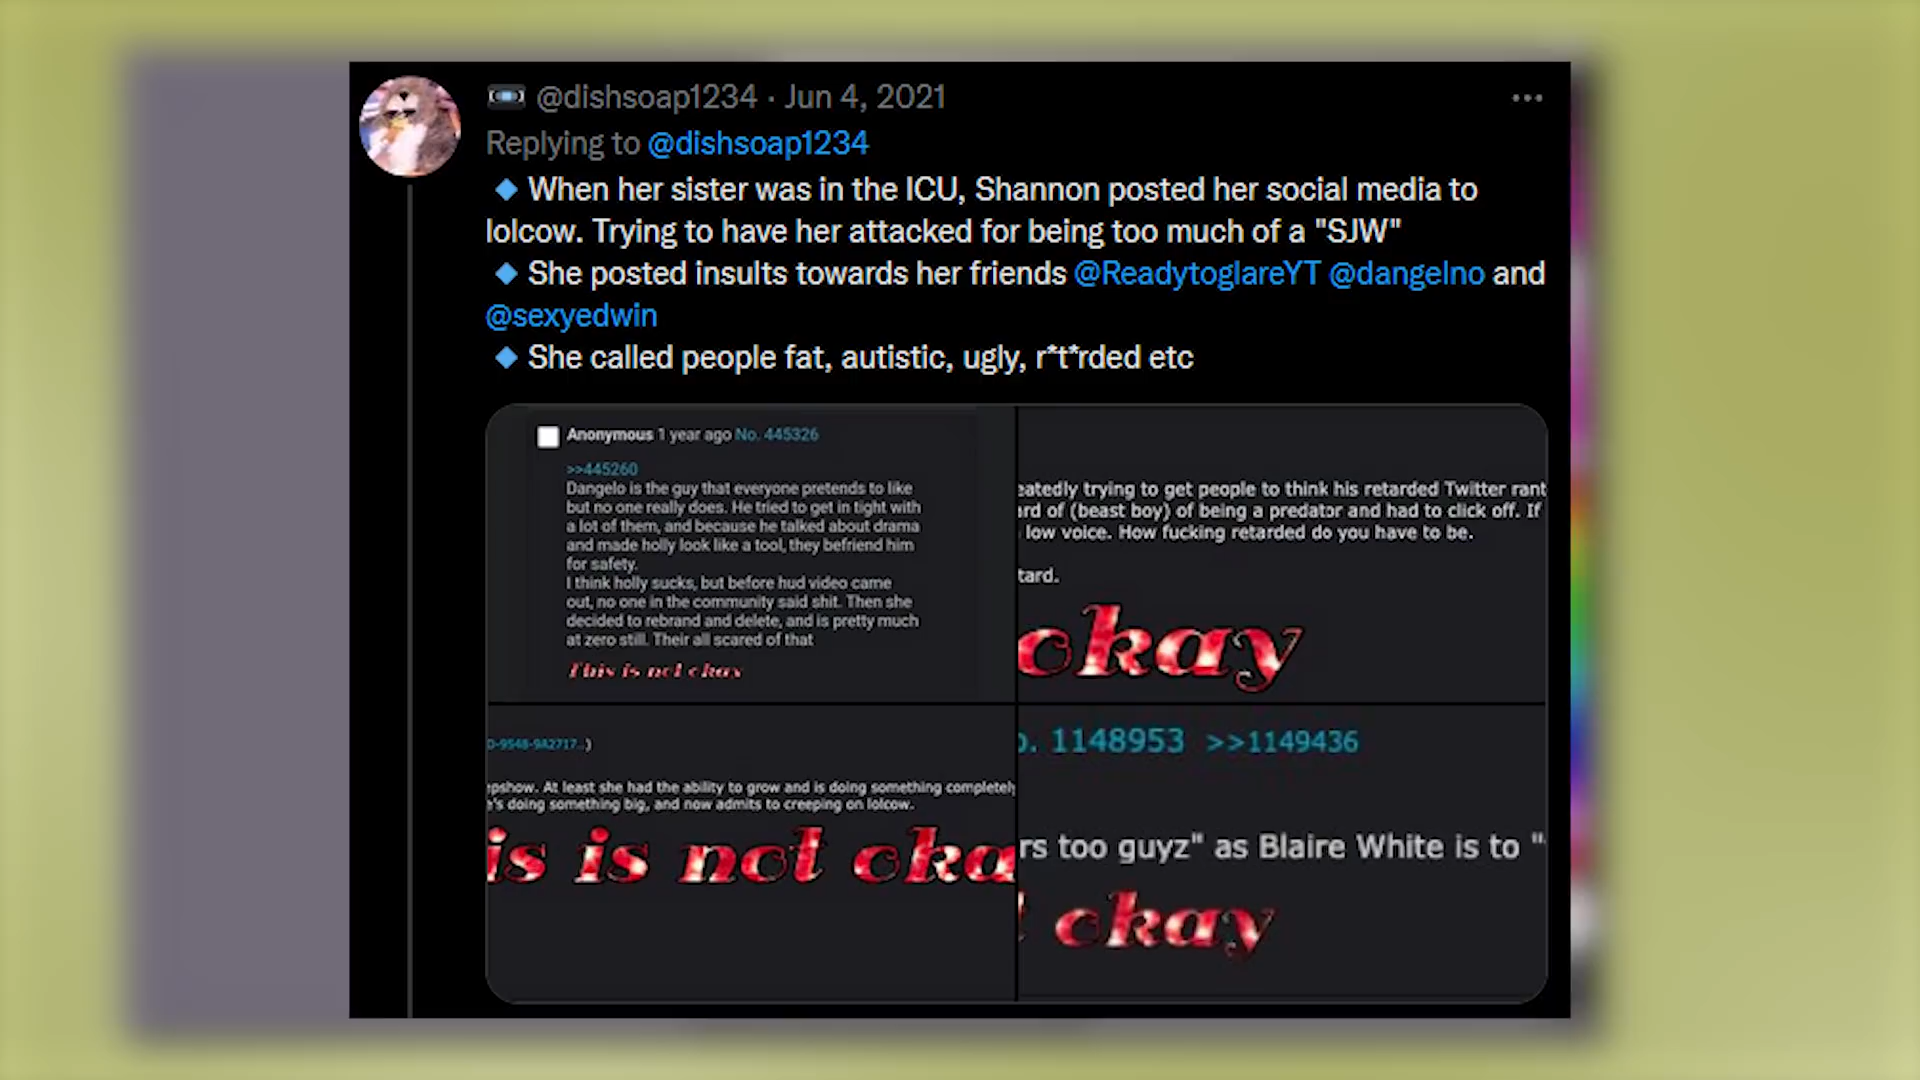 @dishsoap1234 · Jun 4, 2021
Replying to @dishsoap1234
When her sister was in the ICU, Shannon posted her social media to
lolcow. Trying to have her attacked for being too much of a "SJW"
She posted insults towards her friends @ReadytoglareYT @dangelno and
@sexyedwin
She called people fat, autistic, ugly, r*t*rded etc
Anonymous 1 year ago No. 445326
>>445260
Dangelo is the guy that everyone pretends to like
but no one really does. He tried to get in tight with
a lot of them, and because he talked about drama
and made holly look like a tool, they befriend him
for safety.
I think holly sucks, but before hud video came
out, no one in the community said shit. Then she
decided to rebrand and delete, and is pretty much
at zero still. Their all scared of that
This is not okay
eatedly trying to get people to think his retarded Twitter rant
ard of (beast boy) of being a predator and had to click off. If
low voice. How fucking retarded do you have to be.
tard.
okay
D-9548-9A2717..)
epshow. At least she had the ability to grow and is doing something completely
e's doing something big, and now admits to creeping on lolcow.
is is not oka
o. 1148953 >>1149436
rs too guyz" as Blaire White is to "
t okay